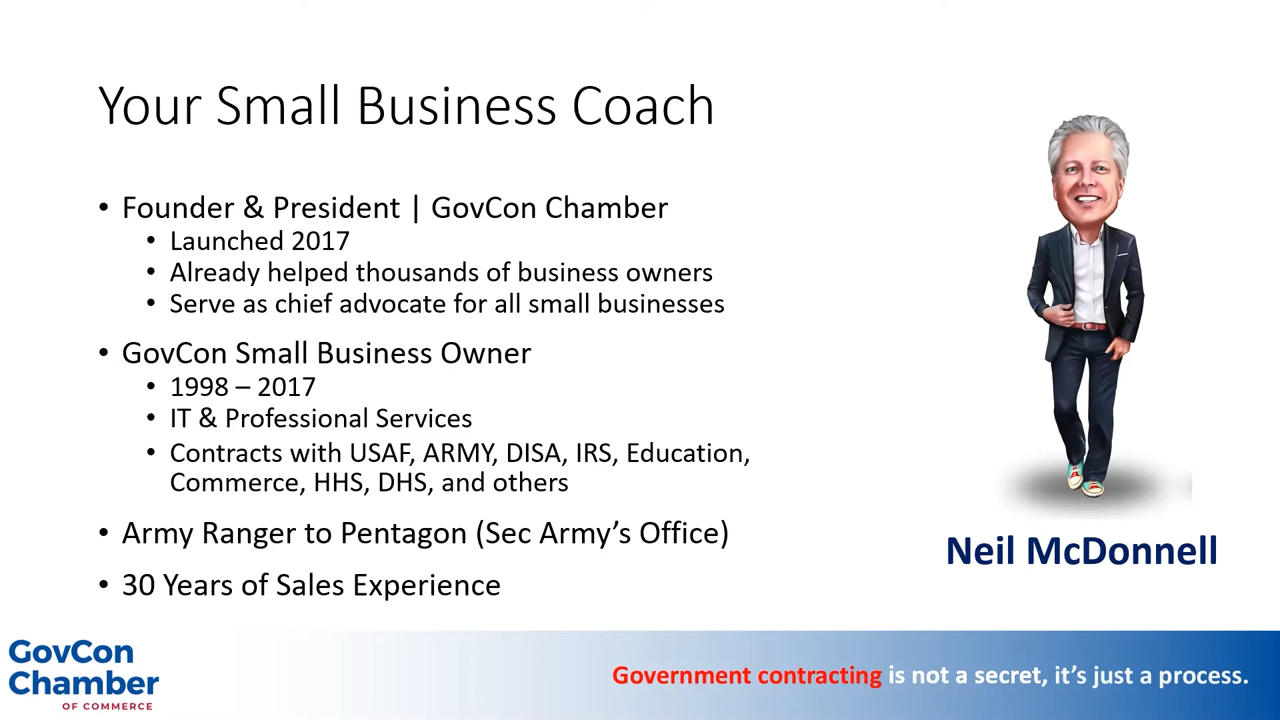 Your Small Business Coach
• Founder & President | GovCon Chamber
• Launched 2017
• Already helped thousands of business owners
• Serve as chief advocate for all small businesses
• GovCon Small Business Owner
• 1998 – 2017
• IT & Professional Services
• Contracts with USAF, ARMY, DISA, IRS, Education,
Commerce, HHS, DHS, and others
• Army Ranger to Pentagon (Sec Army’s Office)
• 30 Years of Sales Experience
Neil McDonnell
GovCon
Chamber
OF COMMERCE
Government contracting is not a secret, it’s just a process.